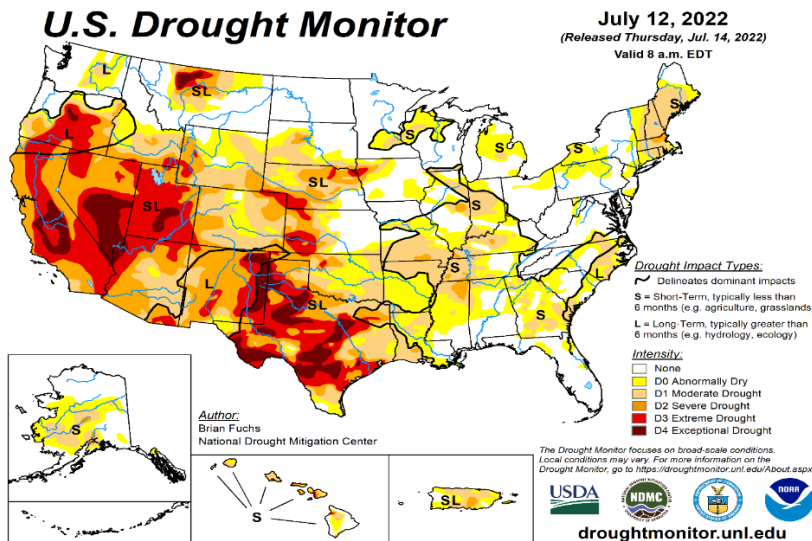 U.S. Drought Monitor
July 12, 2022
(Released Thursday, Jul. 14, 2022)
Valid 8 a.m. EDT
L
SL
L
S
S
S
S
SL
SL
S
L
SL
S
S
L
Drought Impact Types:
Delineates dominant impacts
S = Short-Term, typically less than
6 months (e.g. agriculture, grasslands
L = Long-Term, typically greater than
6 months (e.g. hydrology, ecology)
Intensity:
None
D0 Abnormally Dry
D1 Moderate Drought
D2 Severe Drought
D3 Extreme Drought
D4 Exceptional Drought
S
Author:
Brian Fuchs
National Drought Mitigation Center
S
SL
The Drought Monitor focuses on broad-scale conditions.
Local conditions may vary. For more information on the
Drought Monitor, go to https://droughtmonitor.unl.edu/About.aspx
USDA
NDMC
NOAA
droughtmonitor.unl.edu